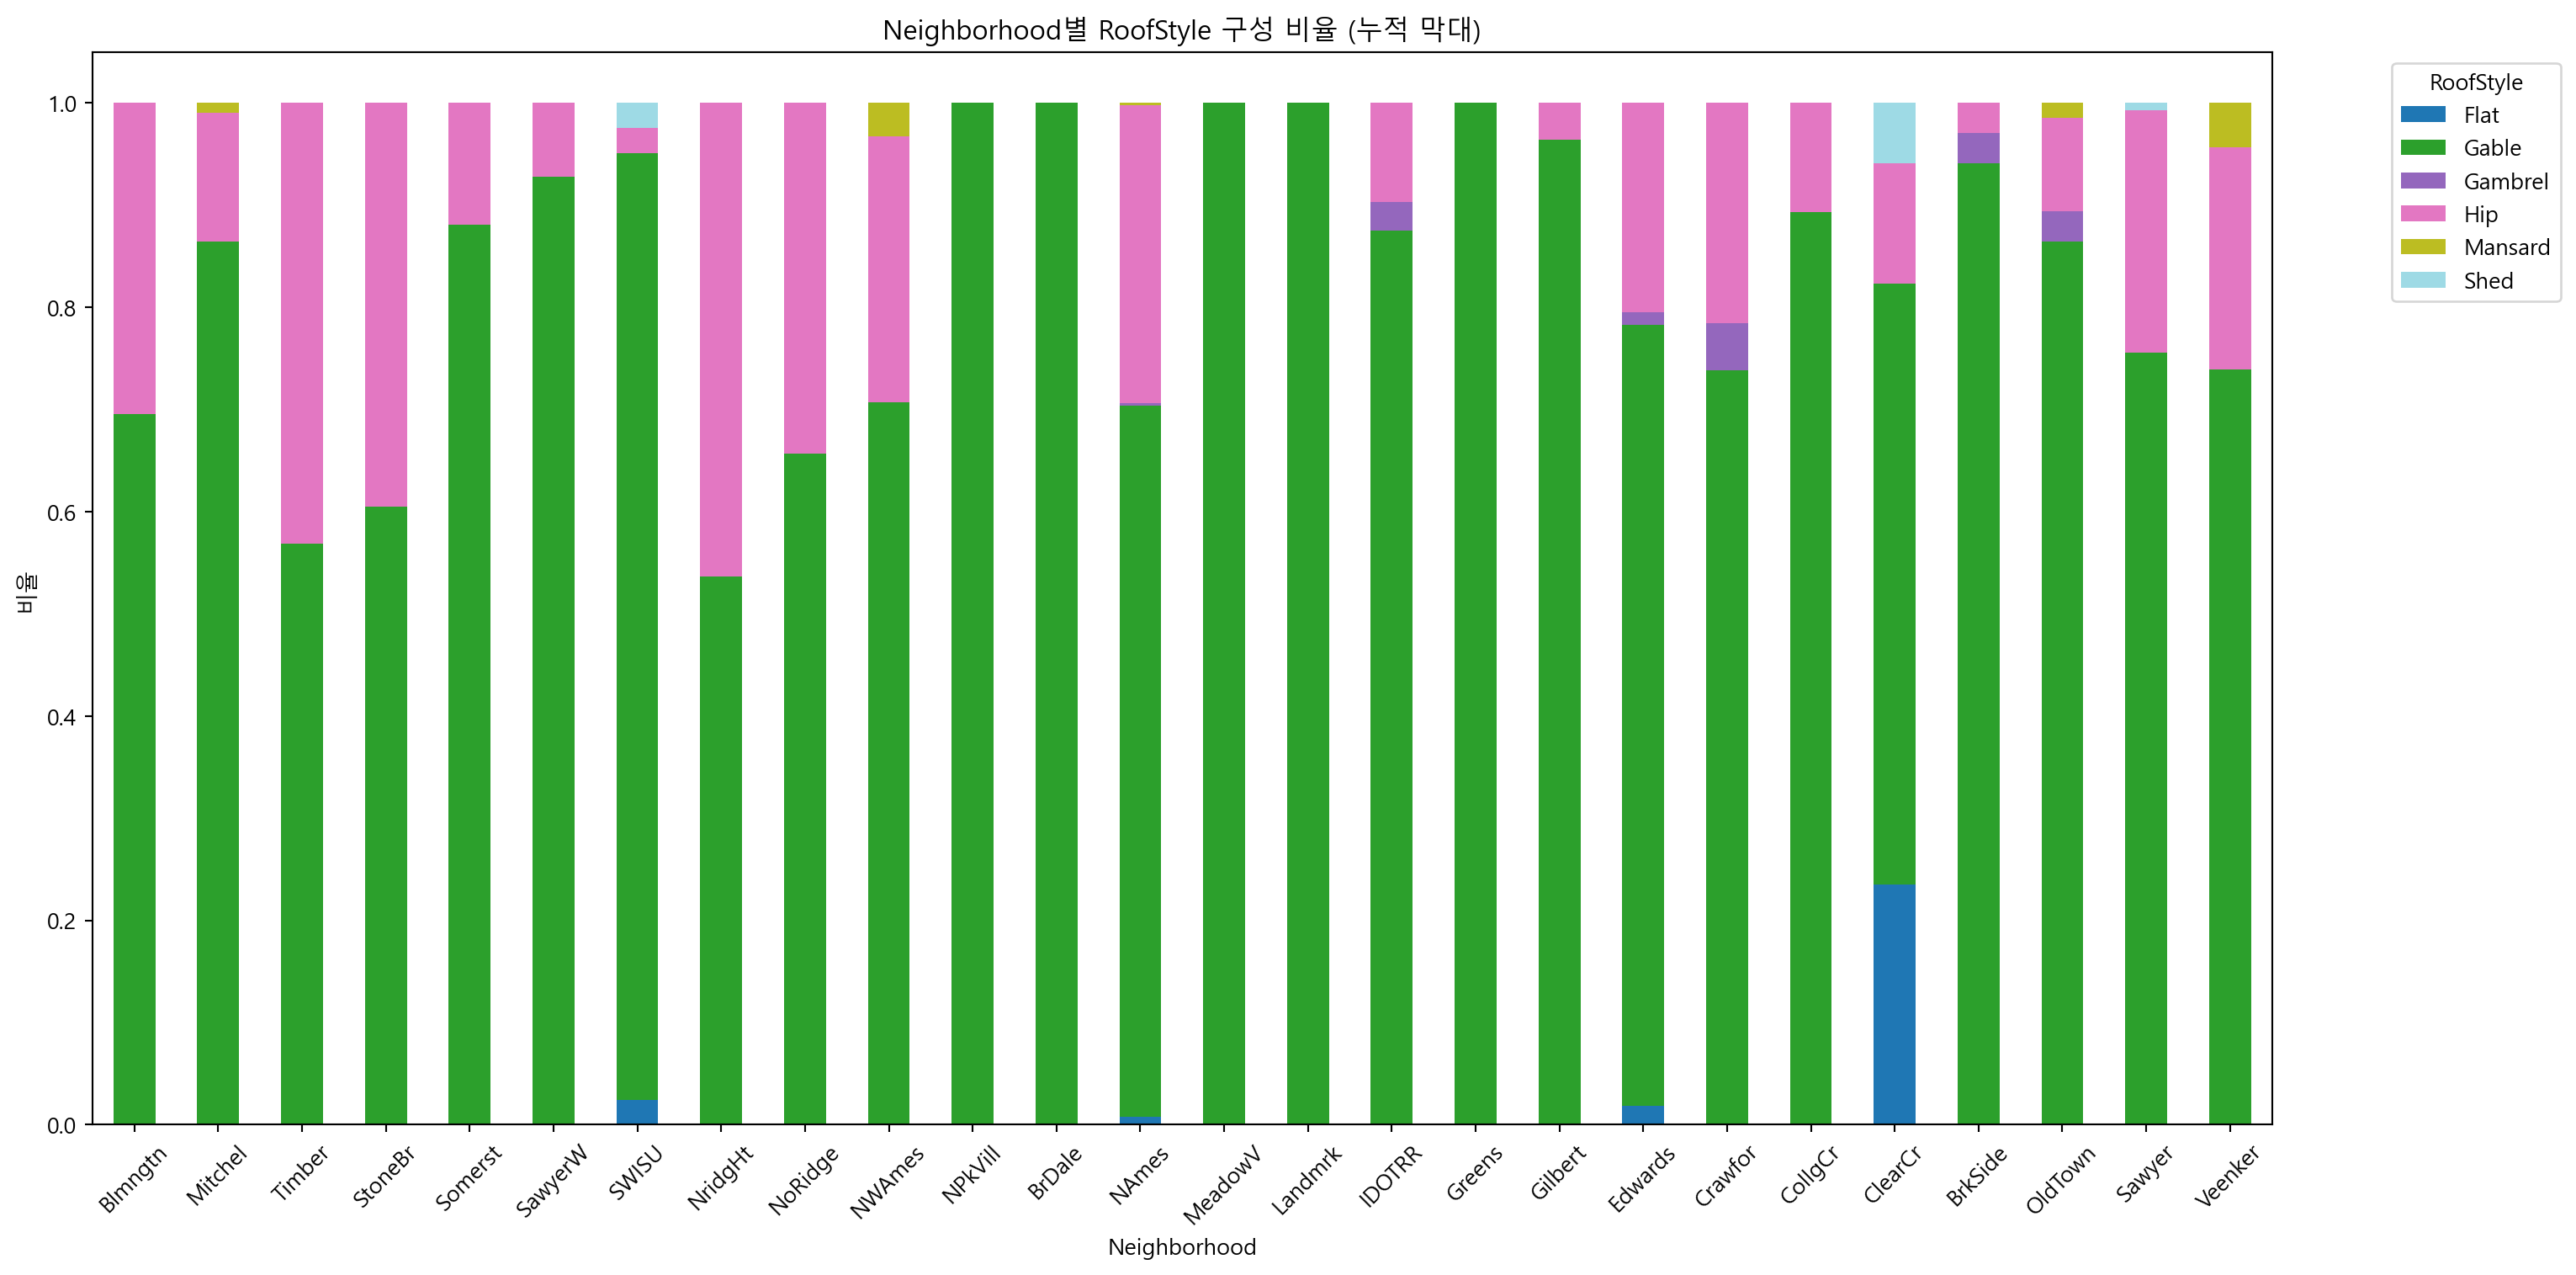 Neighborhood별 RoofStyle 구성 비율 (누적 막대)
RoofStyle
Flat
Gable
Gambrel
Hip
Mansard
Shed
비율
1.0
0.8
0.6
0.4
0.2
0.0
Blmngtn
Mitchel
Timber
StoneBr
Somerst
SawyerW
SWISU
NridgHt
NoRidge
NWAmes
NPkVill
BrDale
NAmes
MeadowV
Landmrk
IDOTRR
Greens
Gilbert
Edwards
Crawfor
CollgCr
ClearCr
BrkSide
OldTown
Sawyer
Veenker
Neighborhood